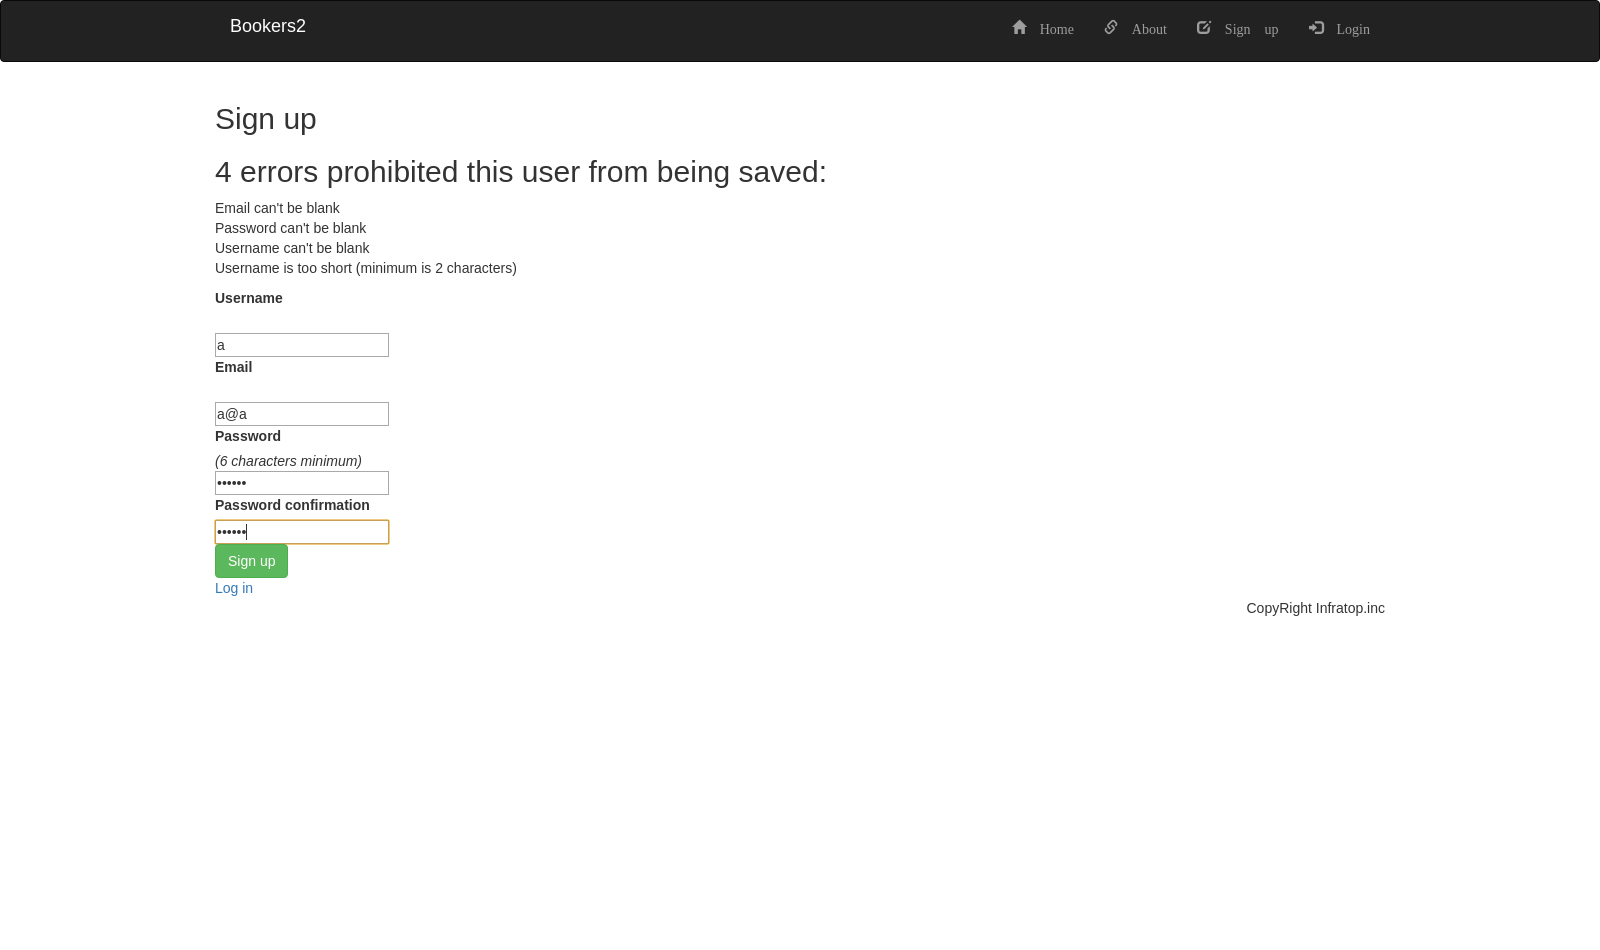 Bookers2 Home About Sign up Login
Sign up
4 errors prohibited this user from being saved:
Email can't be blank
Password can't be blank
Username can't be blank
Username is too short (minimum is 2 characters)
Username
a
Email
a@a
Password
(6 characters minimum)
••••••
Password confirmation
••••••
Sign up
Log in
CopyRight Infratop.inc